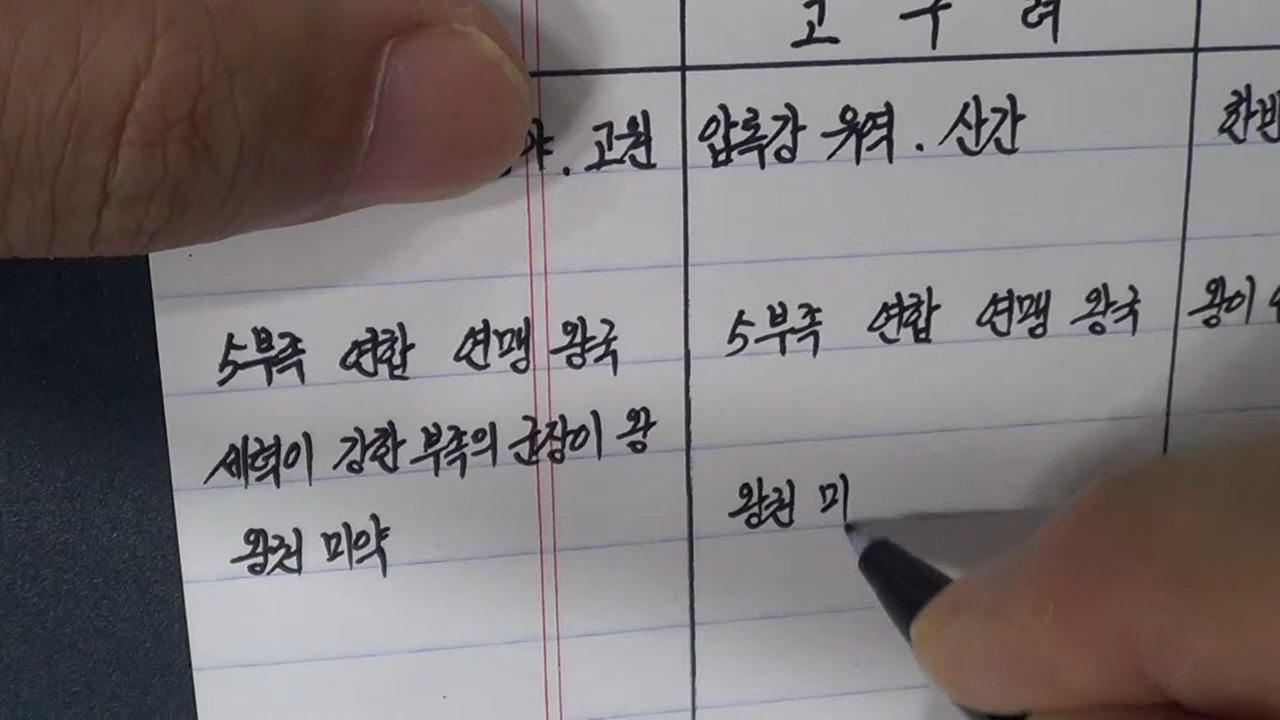 고 구 려
야. 고원
압록강 유역. 산간
한반
5부족 연합 연맹 왕국
5부족 연합 연맹 왕국
왕이
세력이 강한 부족의 군장이 왕
왕권 미약
왕권 미